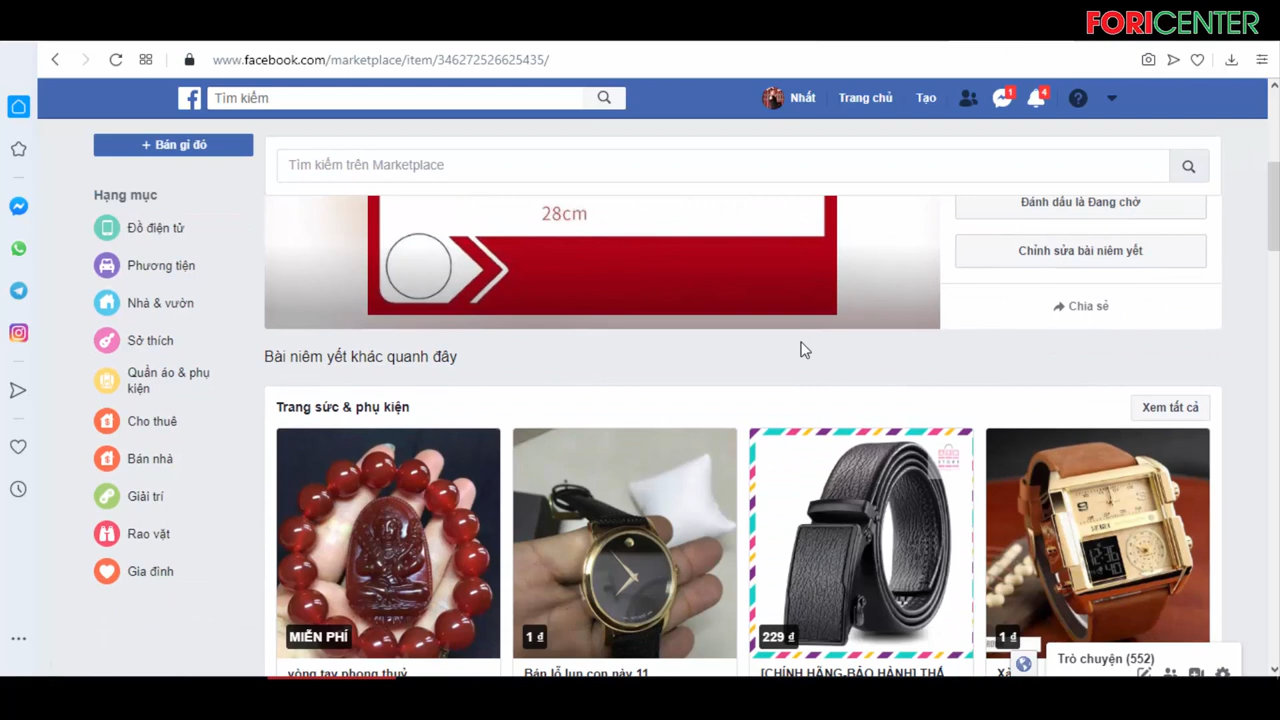 FORICENTER
www.facebook.com/marketplace/item/346272526625435/
Tìm kiếm
Nhất
Trang chủ
Tạo
1
4
+ Bán gì đó
Tìm kiếm trên Marketplace
Hạng mục
Đồ điện tử
Phương tiện
Nhà & vườn
Sở thích
Quần áo & phụ
kiện
Cho thuê
Bán nhà
Giải trí
Rao vặt
Gia đình
28cm
Đánh dấu là Đang chờ
Chỉnh sửa bài niêm yết
Chia sẻ
Bài niêm yết khác quanh đây
Trang sức & phụ kiện
Xem tất cả
MIỄN PHÍ
1 ₫
229 ₫
1 ₫
vòng tay phong thuỷ
Bán lỗ lun con này 11
[CHÍNH HÃNG-BẢO HÀNH] THẮ
Trò chuyện (552)